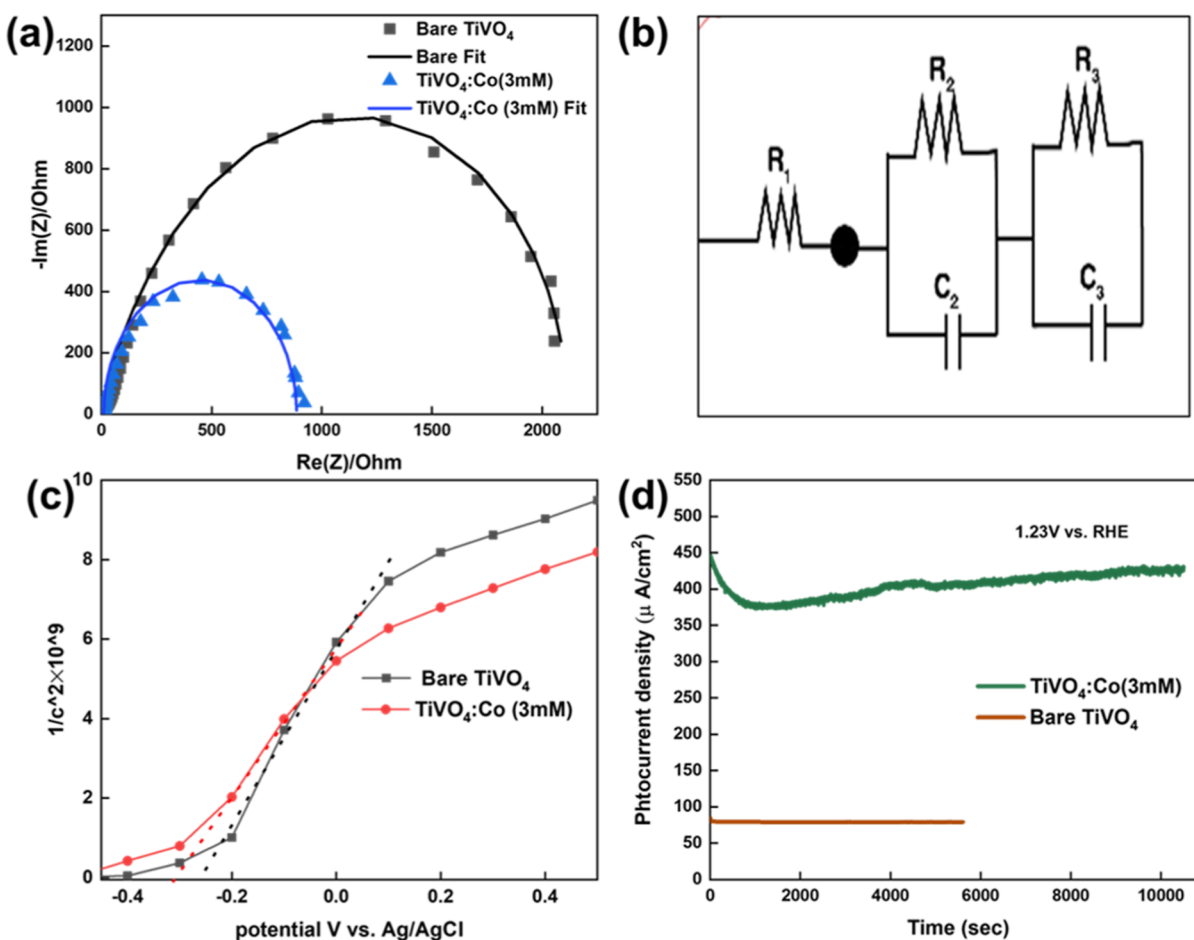 (a)
Bare TiVO₄
Bare Fit
TiVO₄:Co(3mM)
TiVO₄:Co (3mM) Fit
-Im(Z)/Ohm
1200
1000
800
600
400
200
0
0 500 1000 1500 2000
Re(Z)/Ohm
(b)
R₁
R₂
C₂
R₃
C₃
(c)
1/c^2×10^9
10
8
6
4
2
0
Bare TiVO₄
TiVO₄:Co (3mM)
-0.4 -0.2 0.0 0.2 0.4
potential V vs. Ag/AgCl
(d)
Phtocurrent density (μ A/cm²)
550
500
450
400
350
300
250
200
150
100
50
0
1.23V vs. RHE
TiVO₄:Co(3mM)
Bare TiVO₄
0 2000 4000 6000 8000 10000
Time (sec)